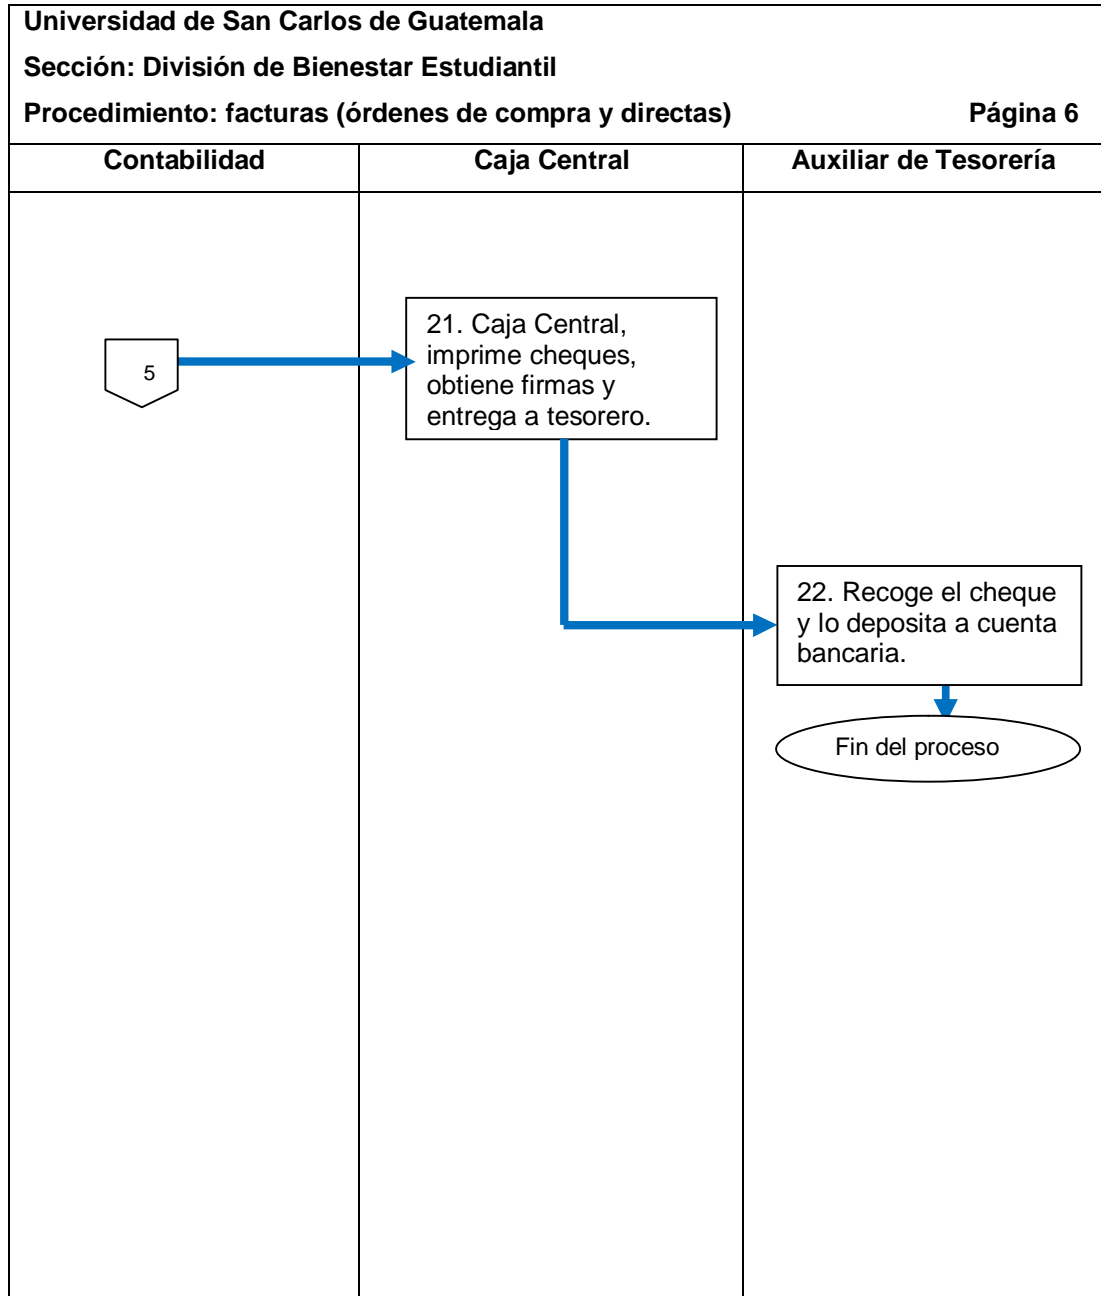 Universidad de San Carlos de Guatemala
Sección: División de Bienestar Estudiantil
Procedimiento: facturas (órdenes de compra y directas) Página 6
Contabilidad Caja Central Auxiliar de Tesorería
5
21. Caja Central,
imprime cheques,
obtiene firmas y
entrega a tesorero.
22. Recoge el cheque
y lo deposita a cuenta
bancaria.
Fin del proceso